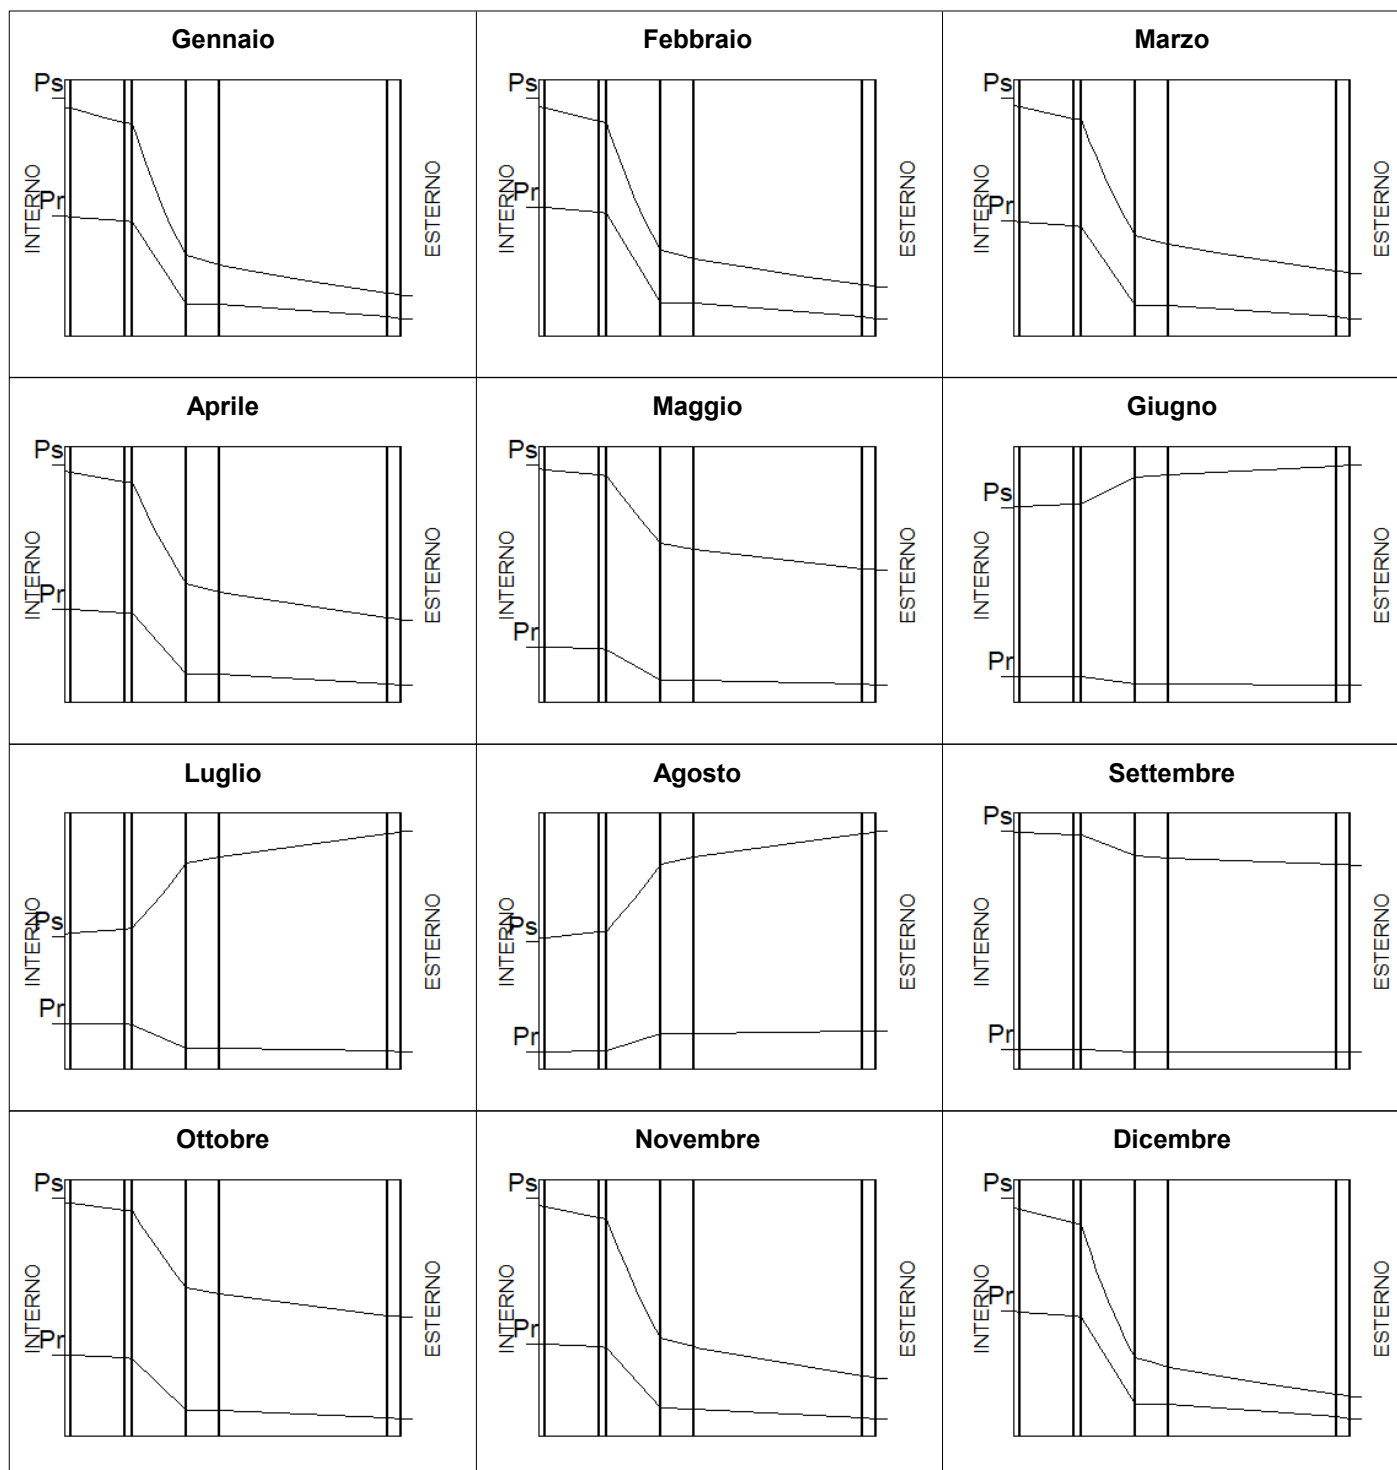 Gennaio
Ps
Pr
INTERNO
ESTERNO
Febbraio
Ps
Pr
INTERNO
ESTERNO
Marzo
Ps
Pr
INTERNO
ESTERNO
Aprile
Ps
Pr
INTERNO
ESTERNO
Maggio
Ps
Pr
INTERNO
ESTERNO
Giugno
Ps
Pr
INTERNO
ESTERNO
Luglio
Ps
Pr
INTERNO
ESTERNO
Agosto
Ps
Pr
INTERNO
ESTERNO
Settembre
Ps
Pr
INTERNO
ESTERNO
Ottobre
Ps
Pr
INTERNO
ESTERNO
Novembre
Ps
Pr
INTERNO
ESTERNO
Dicembre
Ps
Pr
INTERNO
ESTERNO